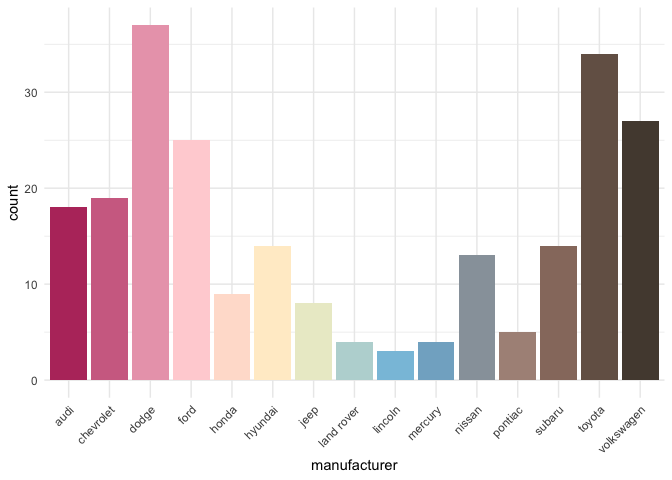 count
30
20
10
0
audi
chevrolet
dodge
ford
honda
hyundai
jeep
land rover
lincoln
mercury
nissan
pontiac
subaru
toyota
volkswagen
manufacturer